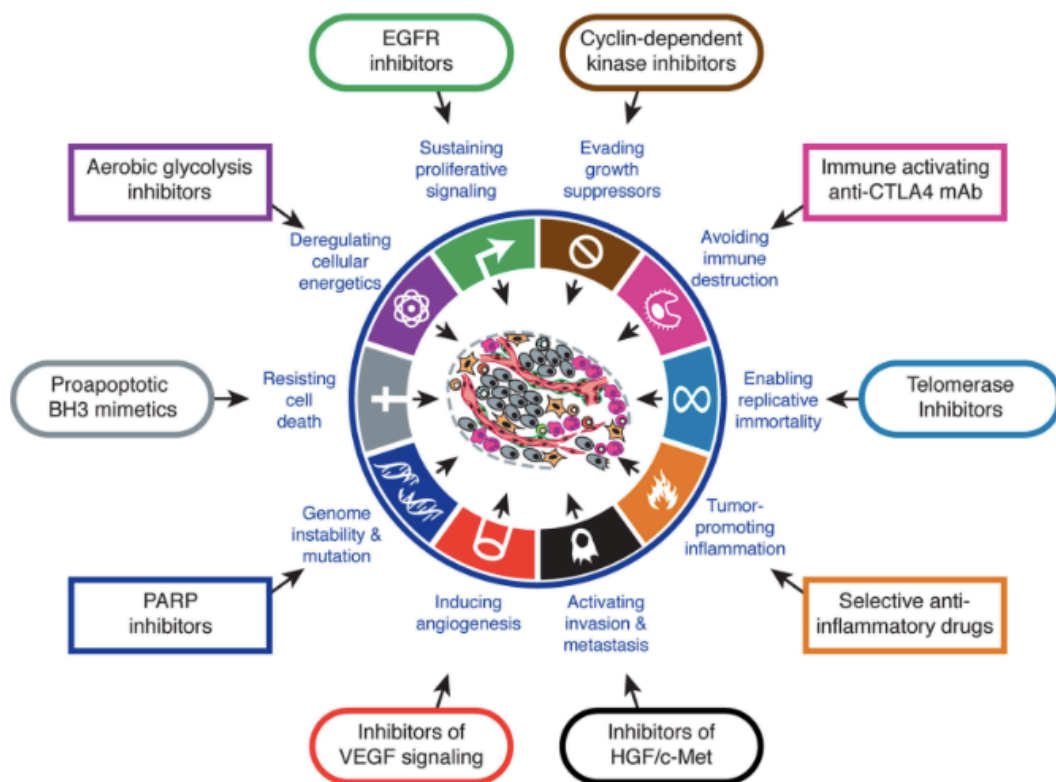 EGFR
inhibitors
Cyclin-dependent
kinase inhibitors
Sustaining
proliferative
signaling
Evading
growth
suppressors
Aerobic glycolysis
inhibitors
Immune activating
anti-CTLA4 mAb
Deregulating
cellular
energetics
Avoiding
immune
destruction
Proapoptotic
BH3 mimetics
Resisting
cell
death
Enabling
replicative
immortality
Telomerase
Inhibitors
Genome
instability &
mutation
Tumor-
promoting
inflammation
PARP
inhibitors
Inducing
angiogenesis
Activating
invasion &
metastasis
Selective anti-
inflammatory drugs
Inhibitors of
VEGF signaling
Inhibitors of
HGF/c-Met